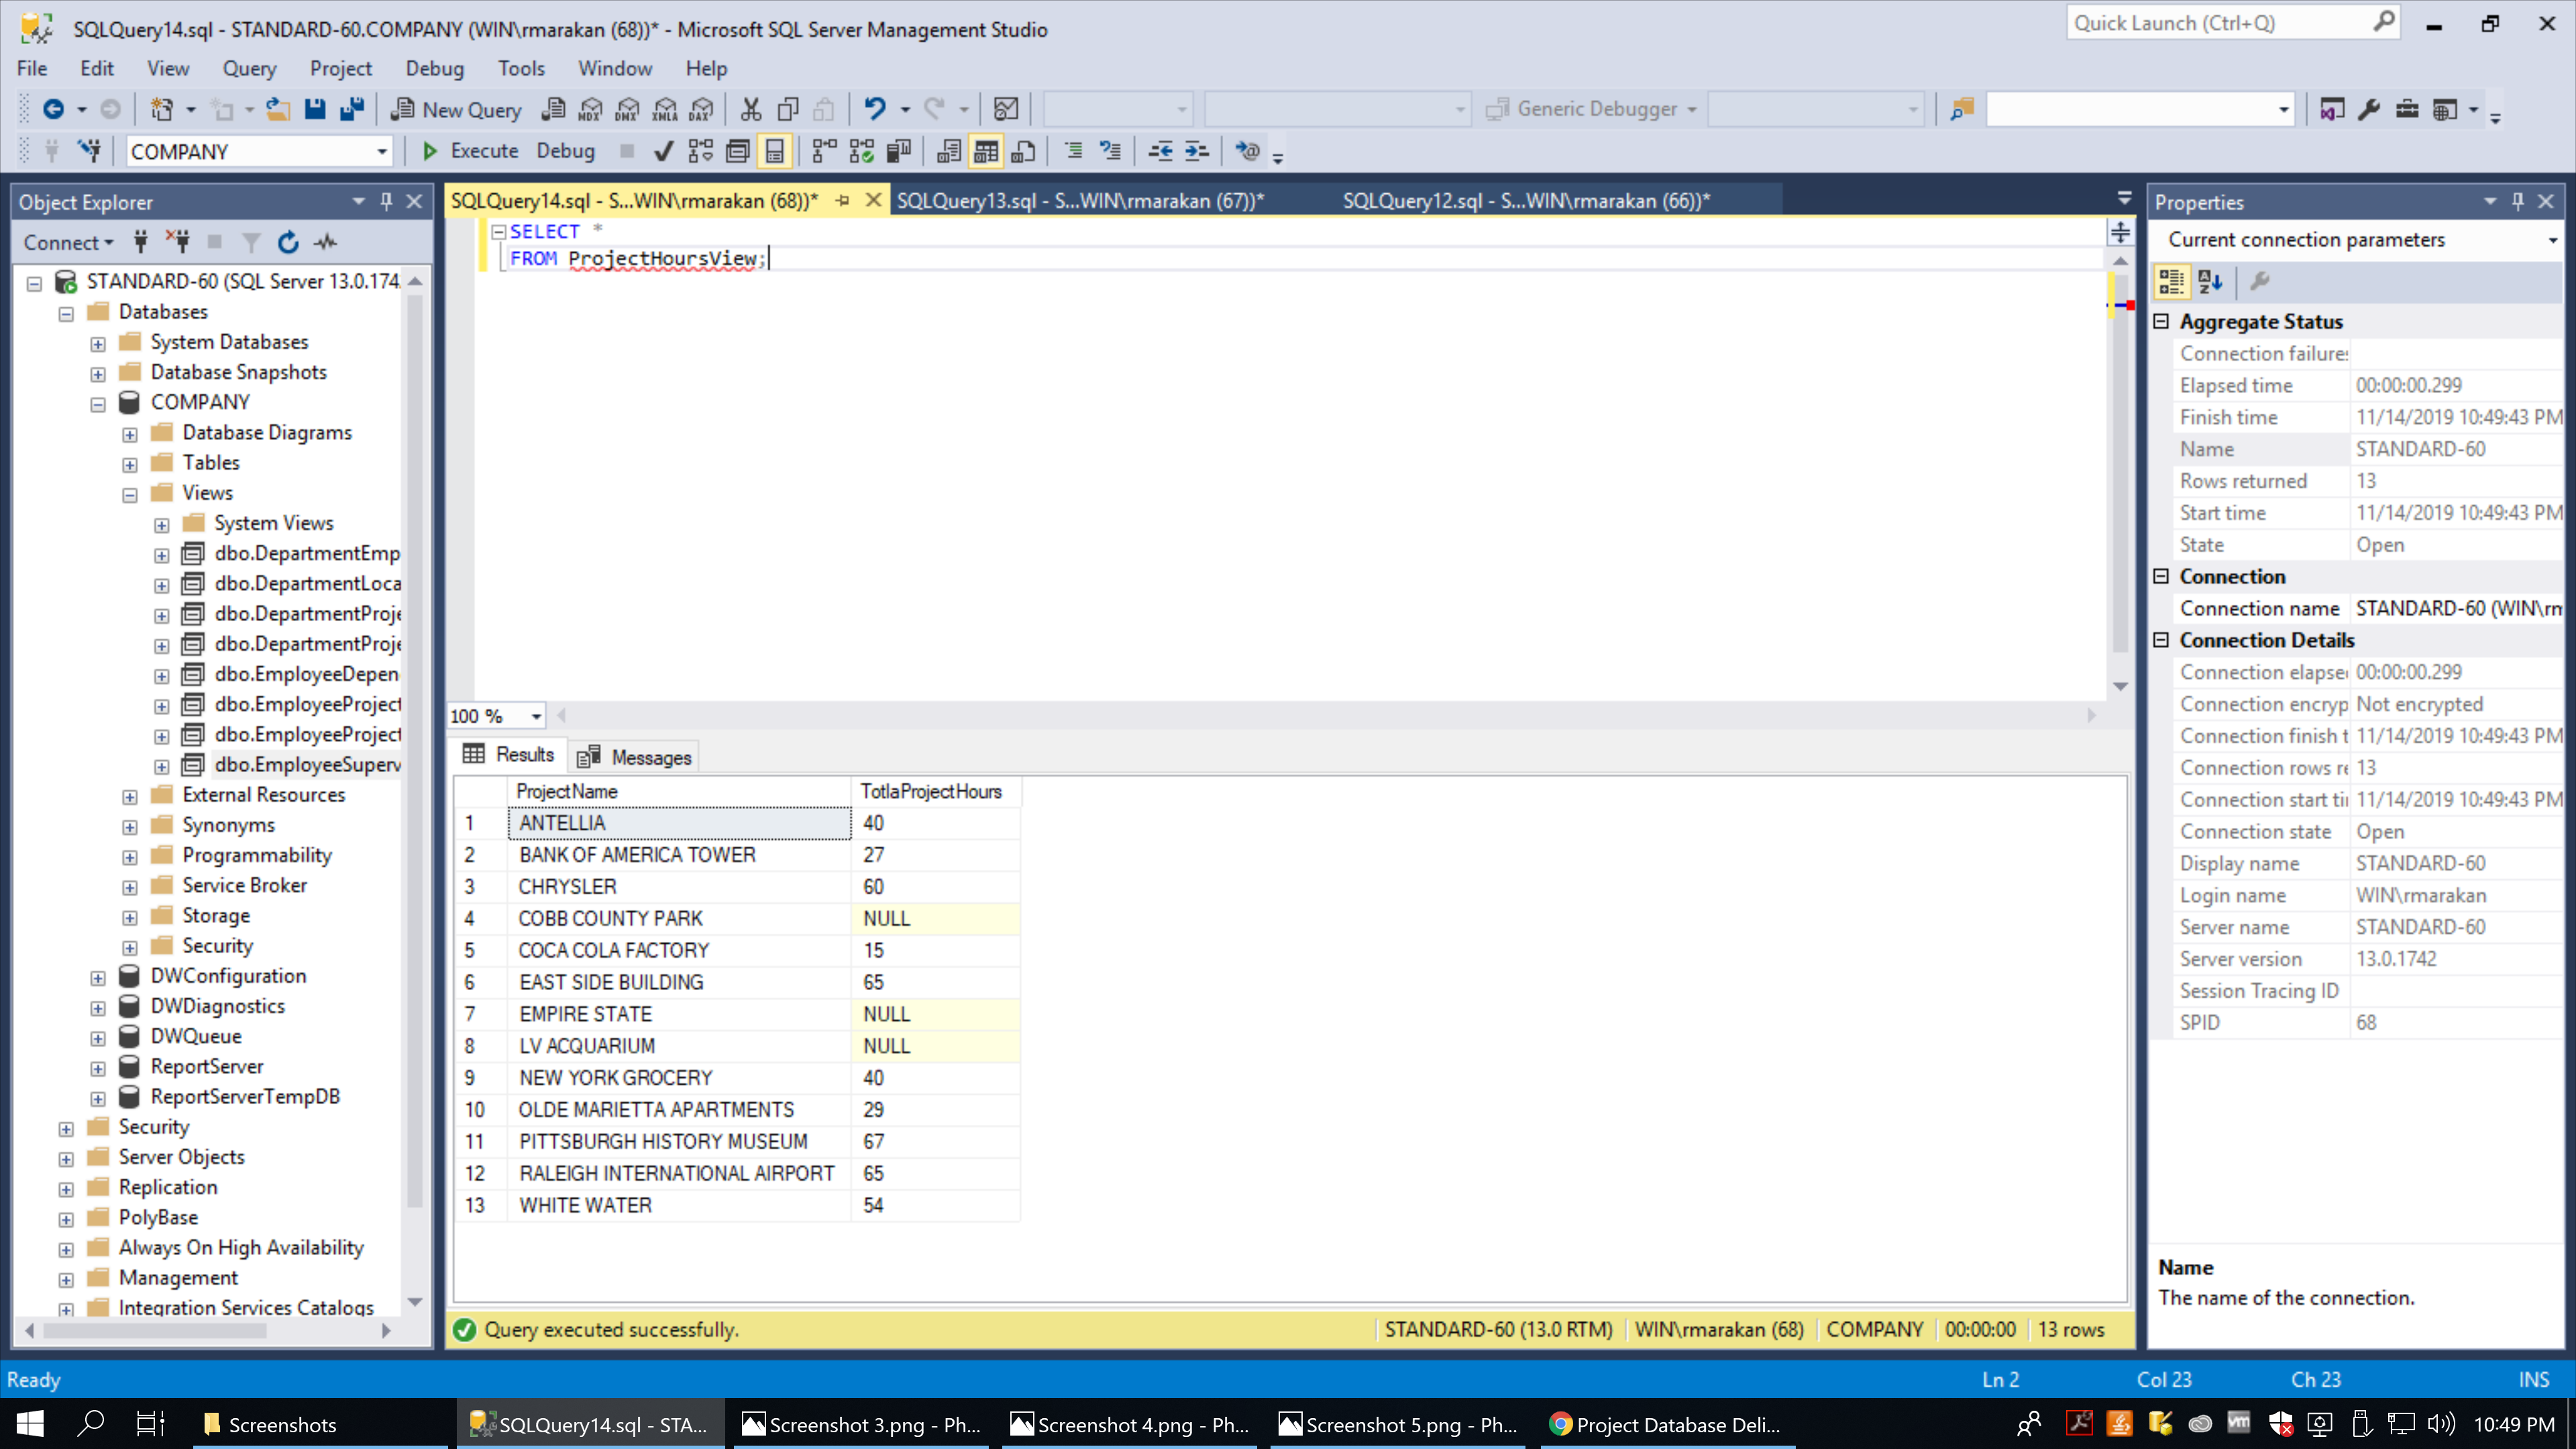 SQLQuery14.sql - STANDARD-60.COMPANY (WIN\rmarakan (68))* - Microsoft SQL Server Management Studio
Quick Launch (Ctrl+Q)
File Edit View Query Project Debug Tools Window Help
New Query MDX DMX XMLA DAX Generic Debugger
COMPANY Execute Debug
Object Explorer
Connect
STANDARD-60 (SQL Server 13.0.174
Databases
System Databases
Database Snapshots
COMPANY
Database Diagrams
Tables
Views
System Views
dbo.DepartmentEmp
dbo.DepartmentLoca
dbo.DepartmentProje
dbo.DepartmentProje
dbo.EmployeeDepen
dbo.EmployeeProject
dbo.EmployeeProject
dbo.EmployeeSuperv
External Resources
Synonyms
Programmability
Service Broker
Storage
Security
DWConfiguration
DWDiagnostics
DWQueue
ReportServer
ReportServerTempDB
Security
Server Objects
Replication
PolyBase
Always On High Availability
Management
Integration Services Catalogs
SQLQuery14.sql - S...WIN\rmarakan (68))* SQLQuery13.sql - S...WIN\rmarakan (67))* SQLQuery12.sql - S...WIN\rmarakan (66))*
SELECT *
FROM ProjectHoursView;
100 %
Results Messages
ProjectName TotlaProjectHours
1 ANTELLIA 40
2 BANK OF AMERICA TOWER 27
3 CHRYSLER 60
4 COBB COUNTY PARK NULL
5 COCA COLA FACTORY 15
6 EAST SIDE BUILDING 65
7 EMPIRE STATE NULL
8 LV ACQUARIUM NULL
9 NEW YORK GROCERY 40
10 OLDE MARIETTA APARTMENTS 29
11 PITTSBURGH HISTORY MUSEUM 67
12 RALEIGH INTERNATIONAL AIRPORT 65
13 WHITE WATER 54
Query executed successfully. STANDARD-60 (13.0 RTM) WIN\rmarakan (68) COMPANY 00:00:00 13 rows
Properties
Current connection parameters
Aggregate Status
Connection failures
Elapsed time 00:00:00.299
Finish time 11/14/2019 10:49:43 PM
Name STANDARD-60
Rows returned 13
Start time 11/14/2019 10:49:43 PM
State Open
Connection
Connection name STANDARD-60 (WIN\rm
Connection Details
Connection elapse 00:00:00.299
Connection encryp Not encrypted
Connection finish t 11/14/2019 10:49:43 PM
Connection rows re 13
Connection start ti 11/14/2019 10:49:43 PM
Connection state Open
Display name STANDARD-60
Login name WIN\rmarakan
Server name STANDARD-60
Server version 13.0.1742
Session Tracing ID
SPID 68
Name
The name of the connection.
Ready Ln 2 Col 23 Ch 23 INS
Screenshots SQLQuery14.sql - STA... Screenshot 3.png - Ph... Screenshot 4.png - Ph... Screenshot 5.png - Ph... Project Database Deli... vm 10:49 PM